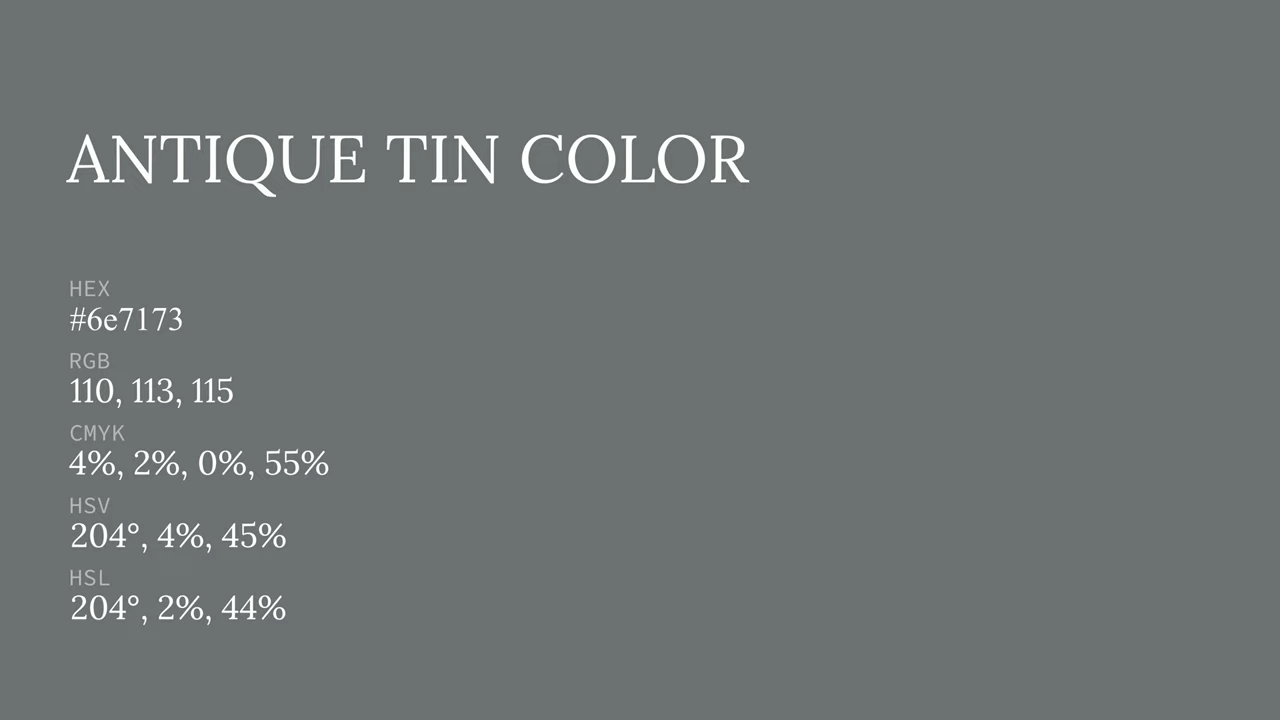 ANTIQUE TIN COLOR
HEX
#6e7173
RGB
110, 113, 115
CMYK
4%, 2%, 0%, 55%
HSV
204°, 4%, 45%
HSL
204°, 2%, 44%